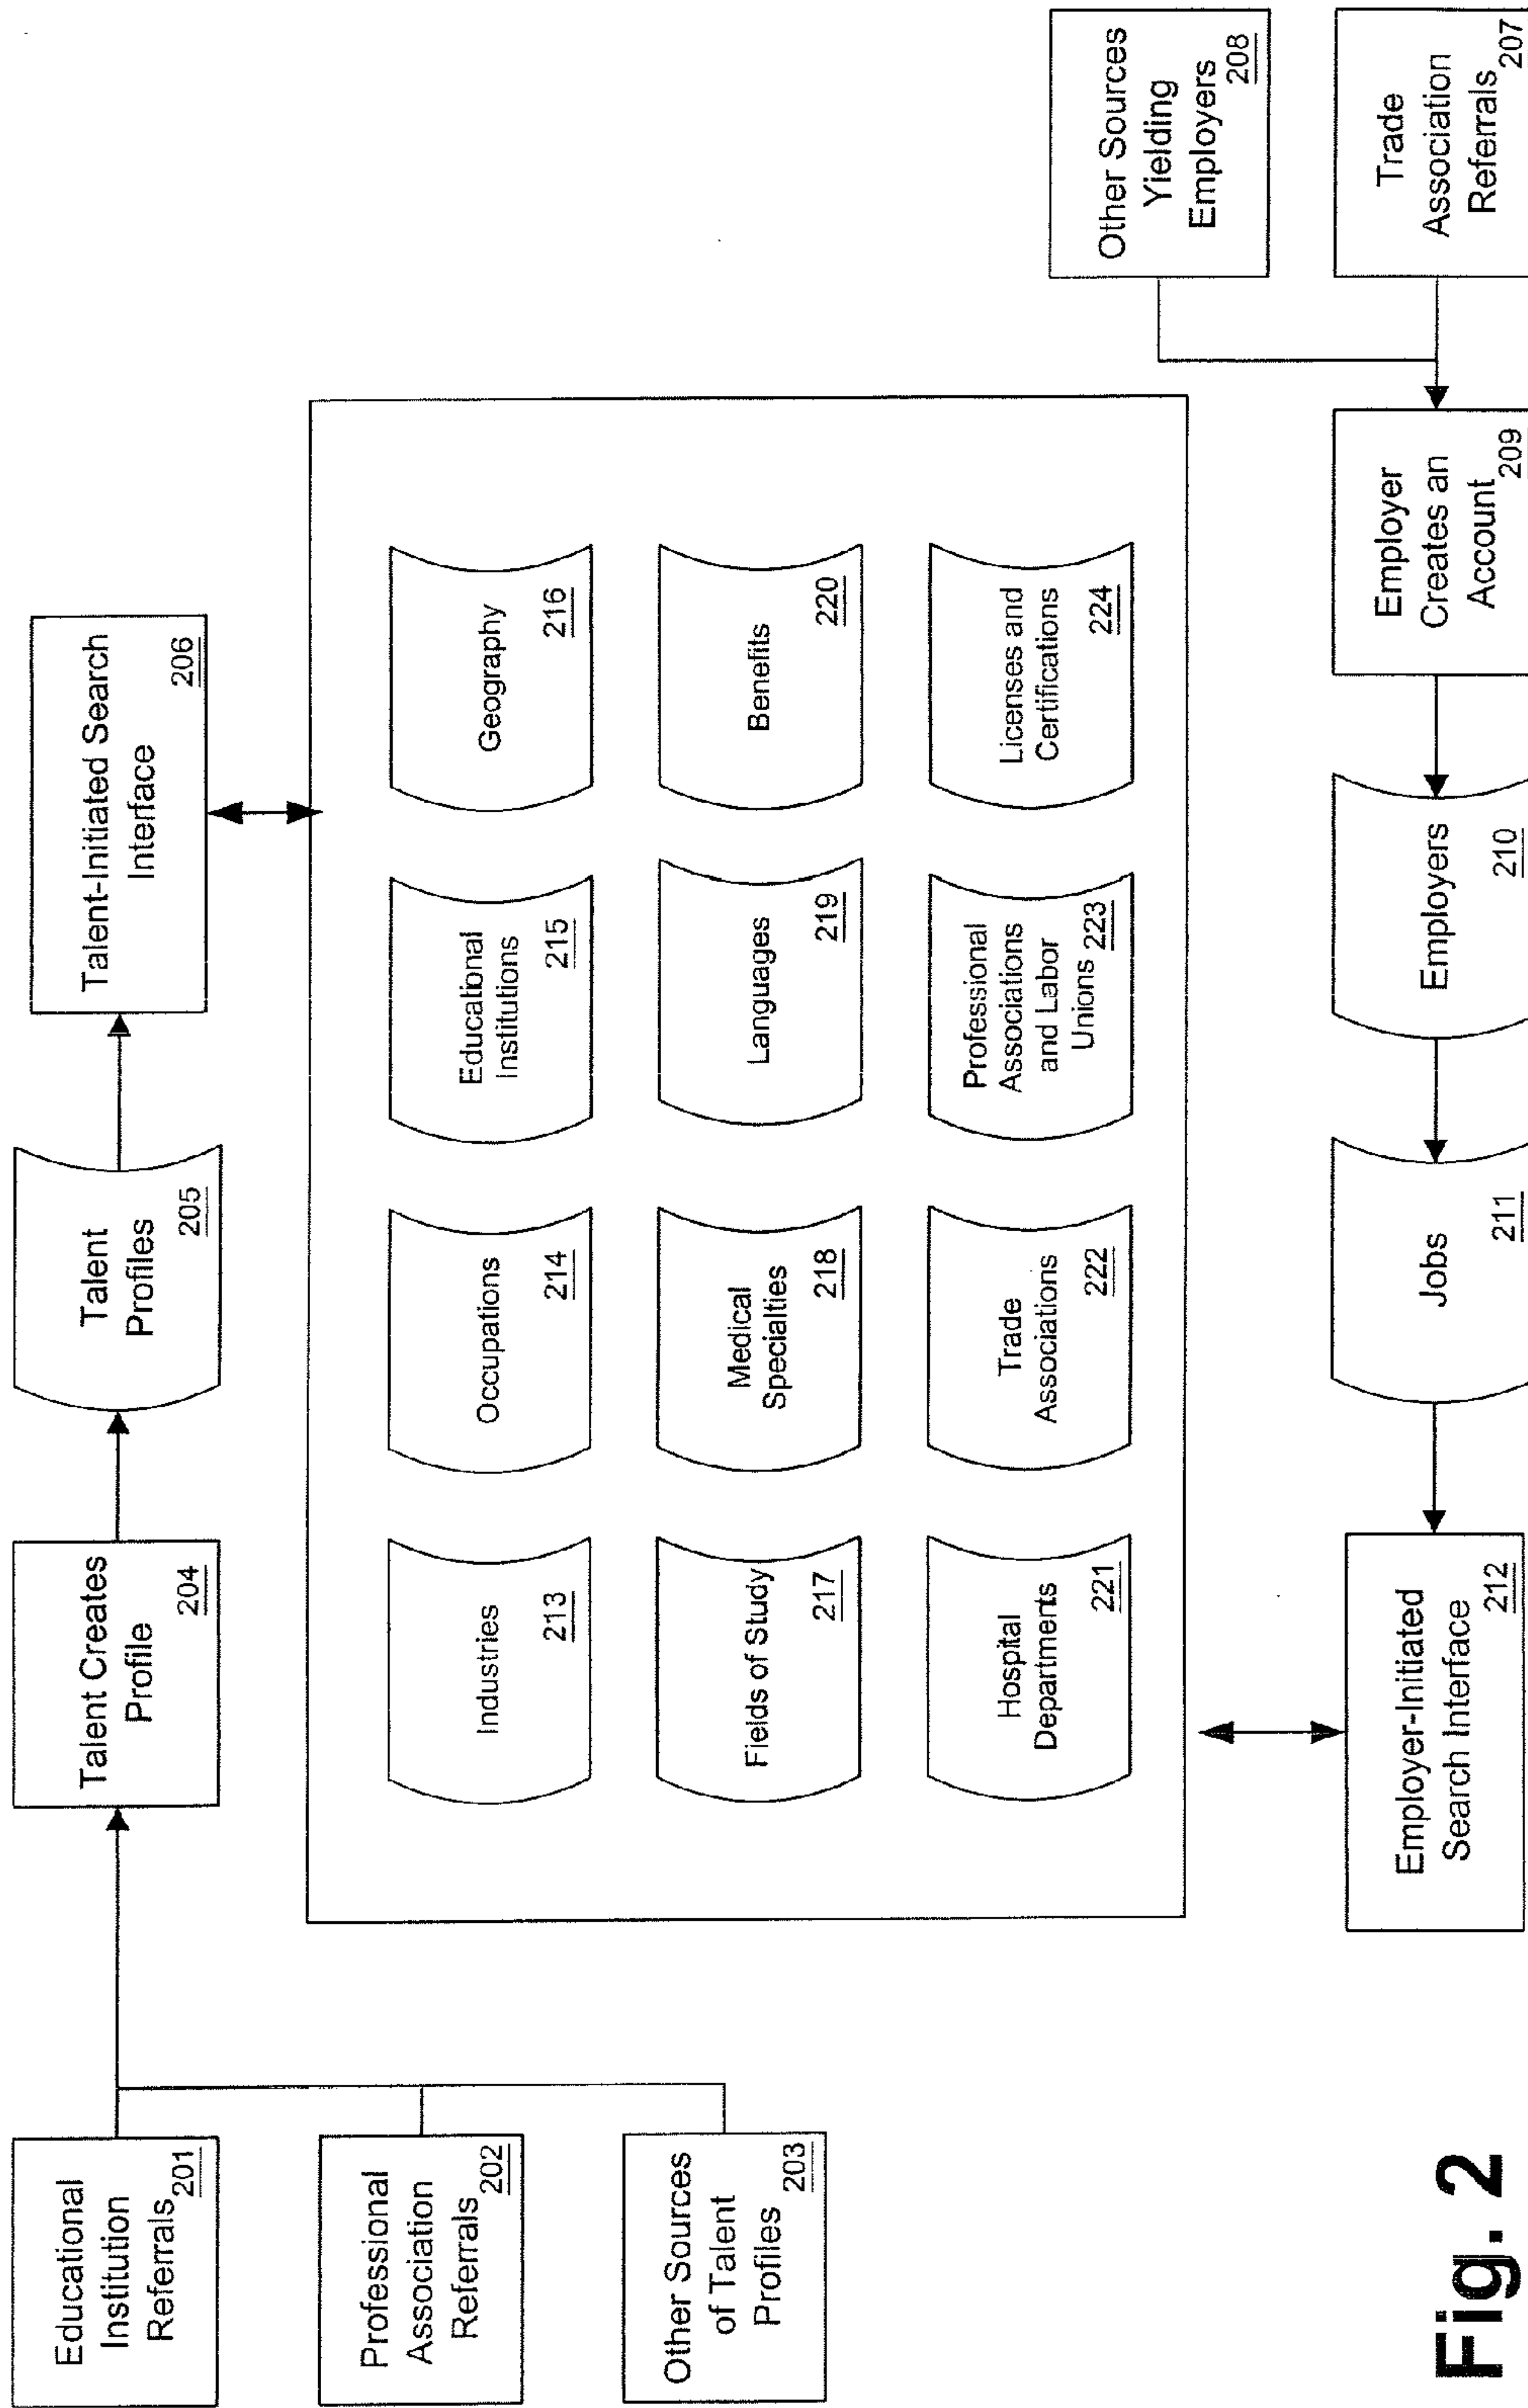 Educational
Institution
Referrals 201
Professional
Association
Referrals 202
Other Sources
of Talent
Profiles 203
Talent Creates
Profile
204
Talent
Profiles
205
Talent-Initiated Search
Interface
206
Industries
213
Occupations
214
Educational
Institutions
215
Geography
216
Fields of Study
217
Medical
Specialties
218
Languages
219
Benefits
220
Hospital
Departments
221
Trade
Associations
222
Professional
Associations
and Labor
Unions 223
Licenses and
Certifications
224
Other Sources
Yielding
Employers
208
Trade
Association
Referrals 207
Employer
Creates an
Account 209
Employers
210
Jobs
211
Employer-Initiated
Search Interface
212
Fig. 2